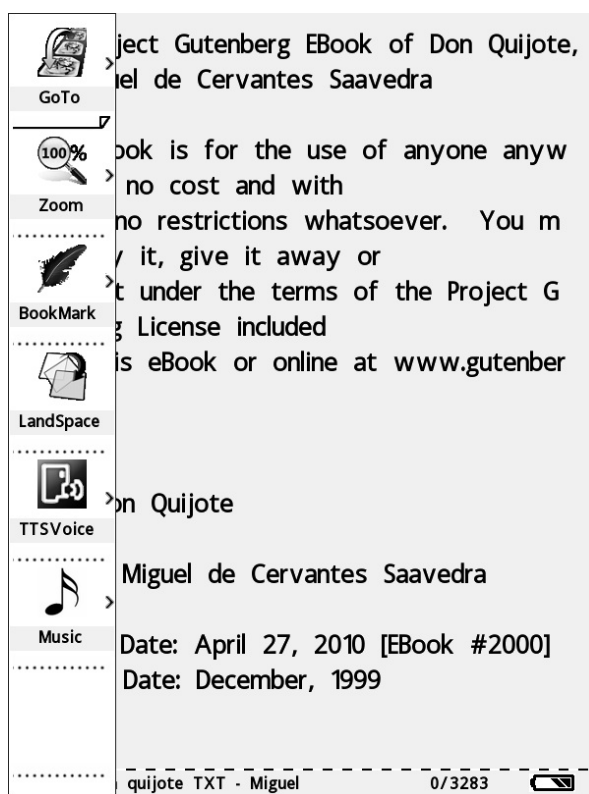 GoTo
100%
Zoom
BookMark
LandSpace
TTSVoice
Music
ject Gutenberg EBook of Don Quijote,
de Cervantes Saavedra
is for the use of anyone anyw
no cost and with
no restrictions whatsoever. You m
it, give it away or
under the terms of the Project G
License included
is eBook or online at www.gutenber
Quijote
Miguel de Cervantes Saavedra
Date: April 27, 2010 [EBook #2000]
Date: December, 1999
quijote TXT - Miguel 0/3283